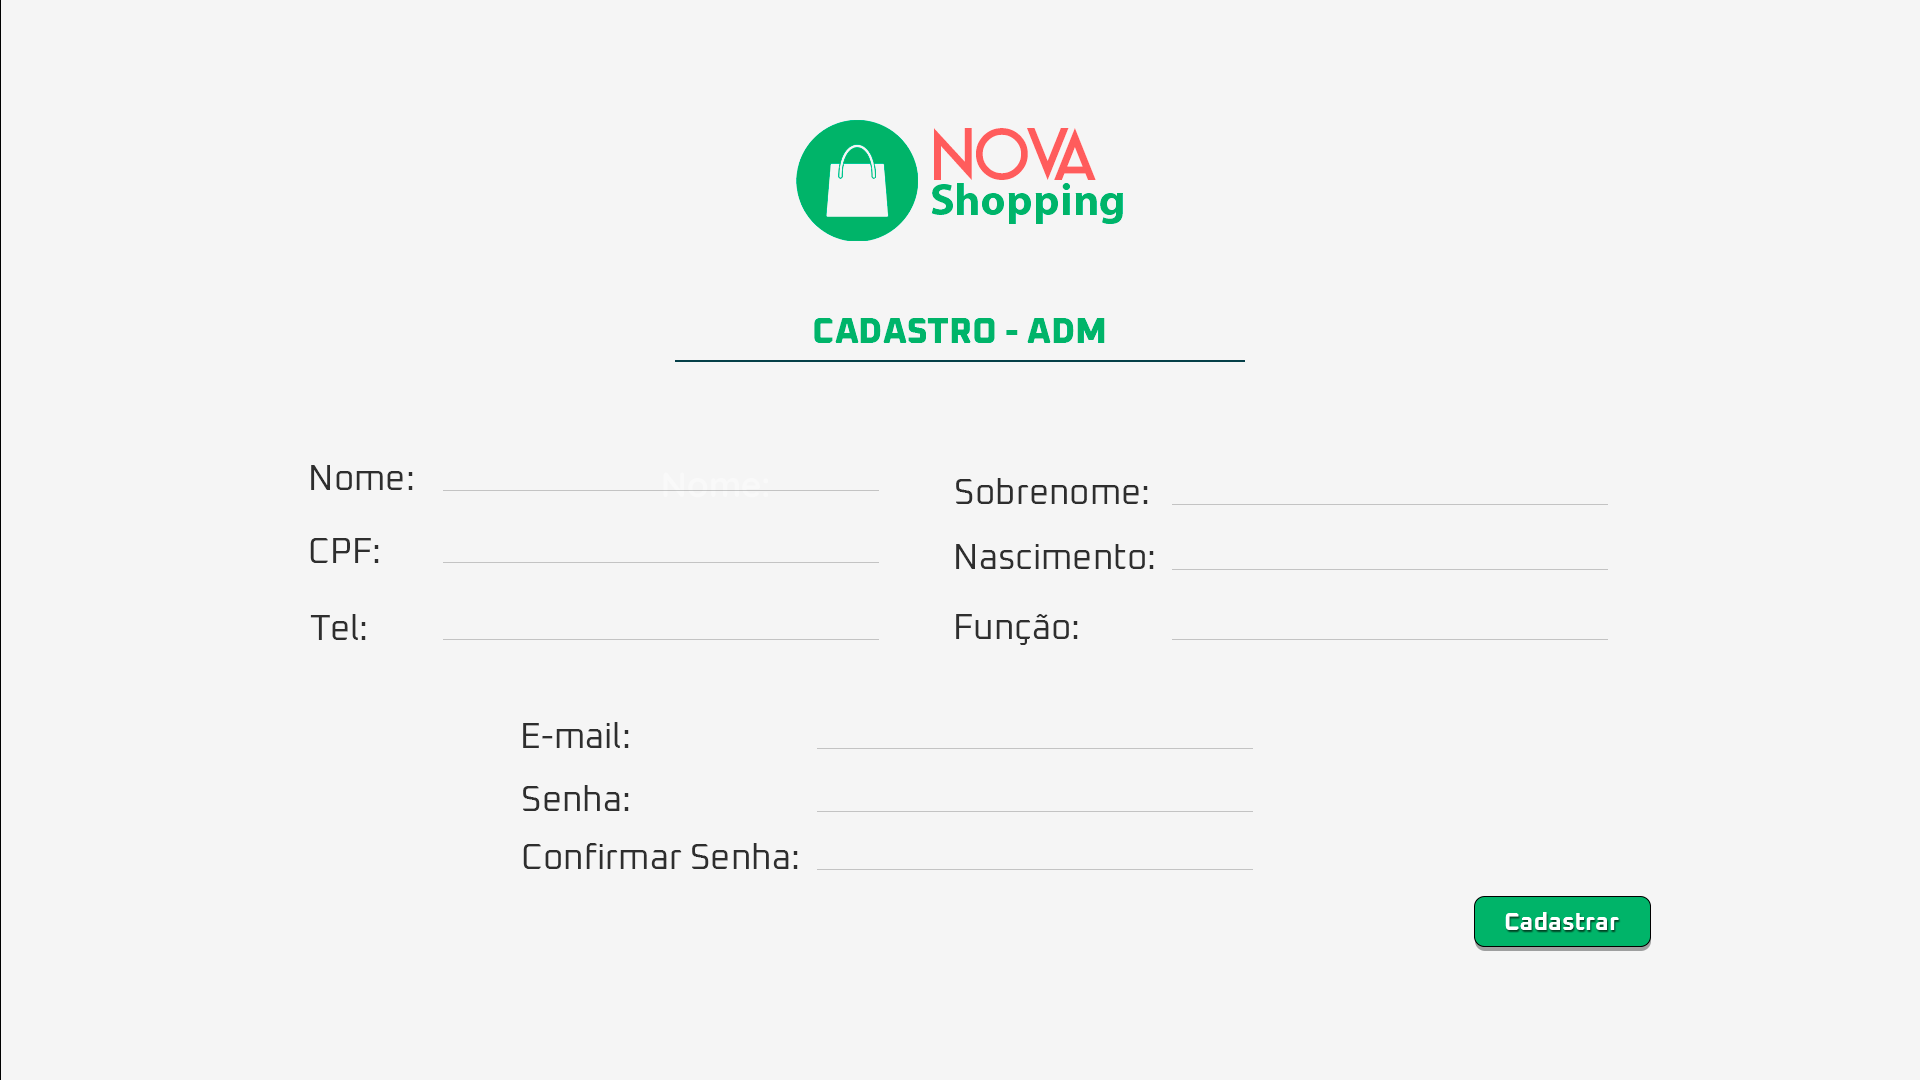 NOVA
Shopping
CADASTRO - ADM
Nome:
Nome:
Sobrenome:
CPF:
Nascimento:
Tel:
Função:
E-mail:
Senha:
Confirmar Senha:
Cadastrar